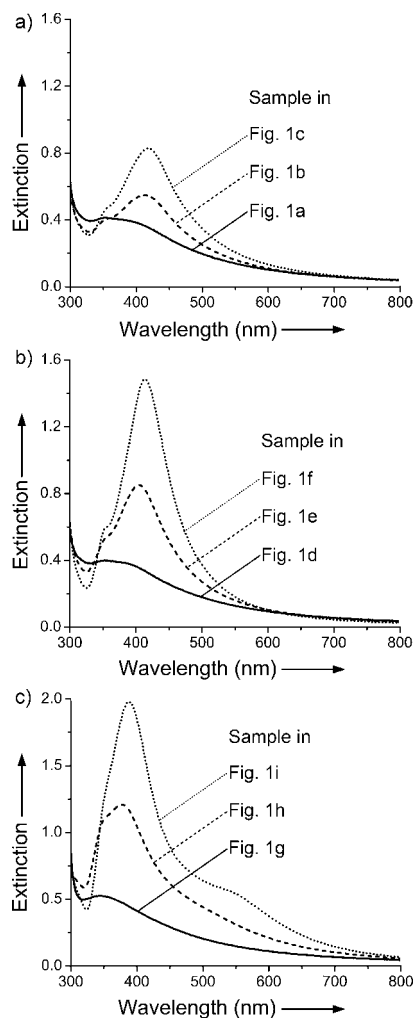 a)
1.6
1.2
0.8
0.4
0.0
Extinction
Sample in
Fig. 1c
Fig. 1b
Fig. 1a
300 400 500 600 700 800
Wavelength (nm)
b)
1.6
1.2
0.8
0.4
0.0
Extinction
Sample in
Fig. 1f
Fig. 1e
Fig. 1d
300 400 500 600 700 800
Wavelength (nm)
c)
2.0
1.5
1.0
0.5
0.0
Extinction
Sample in
Fig. 1i
Fig. 1h
Fig. 1g
300 400 500 600 700 800
Wavelength (nm)